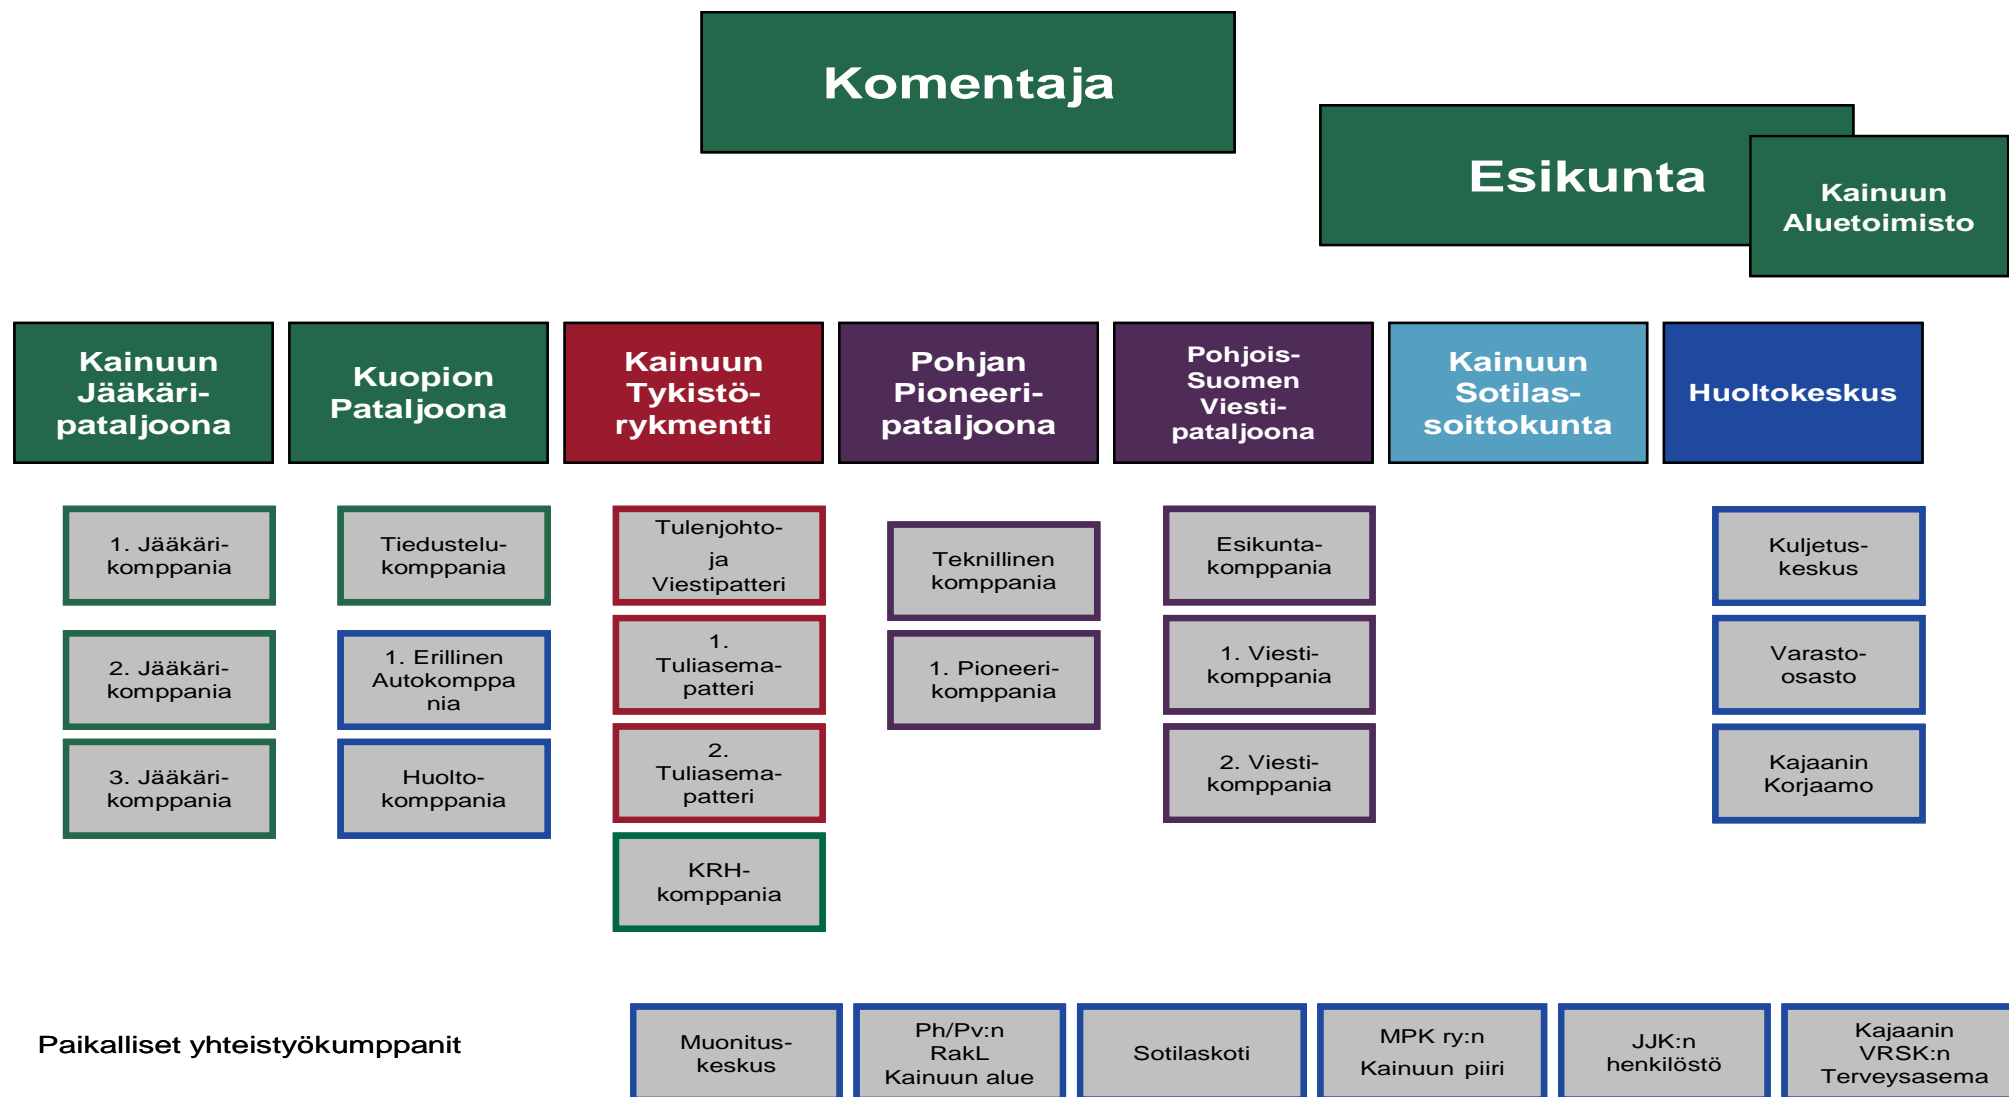 Komentaja
Esikunta
Kainuun
Aluetoimisto
Kainuun
Jääkäri-
pataljoona
Kuopion
Pataljoona
Kainuun
Tykistö-
rykmentti
Pohjan
Pioneeri-
pataljoona
Pohjois-
Suomen
Viesti-
pataljoona
Kainuun
Sotilas-
soittokunta
Huoltokeskus
1. Jääkäri-
komppania
2. Jääkäri-
komppania
3. Jääkäri-
komppania
Tiedustelu-
komppania
1. Erillinen
Autokomppa
nia
Huolto-
komppania
Tulenjohto-
ja
Viestipatteri
1.
Tuliasema-
patteri
2.
Tuliasema-
patteri
KRH-
komppania
Teknillinen
komppania
1. Pioneeri-
komppania
Esikunta-
komppania
1. Viesti-
komppania
2. Viesti-
komppania
Kuljetus-
keskus
Varasto-
osasto
Kajaanin
Korjaamo
Paikalliset yhteistyökumppanit
Muonitus-
keskus
Ph/Pv:n
RakL
Kainuun alue
Sotilaskoti
MPK ry:n
Kainuun piiri
JJK:n
henkilöstö
Kajaanin
VRSK:n
Terveysasema